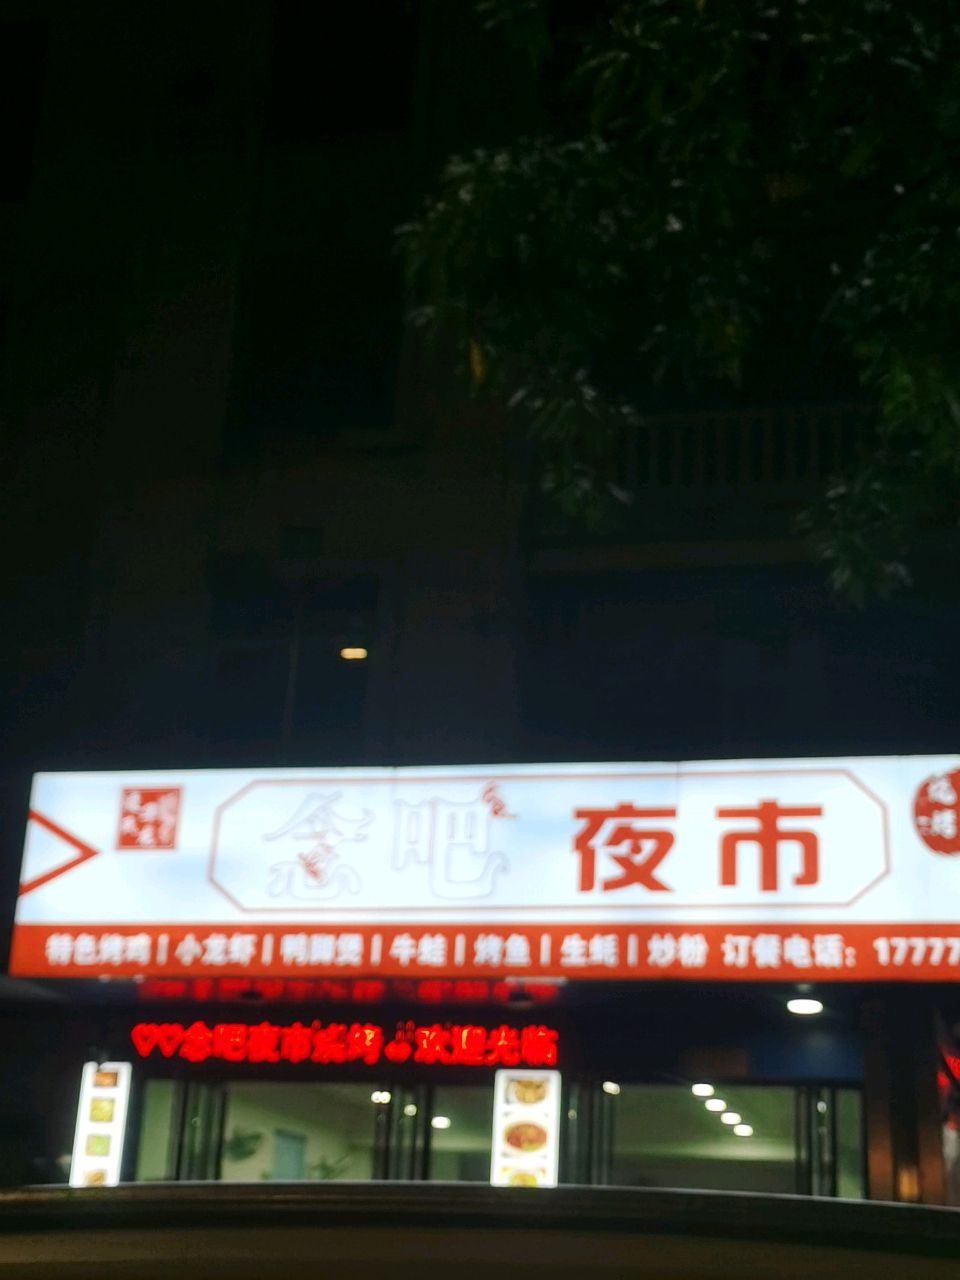 念吧夜市
特色烤鸡 | 小龙虾 | 鸭脚煲 | 牛蛙 | 烤鱼 | 生蚝 | 炒粉 订餐电话：17777
♡♡念吧夜市烧烤 欢迎光临